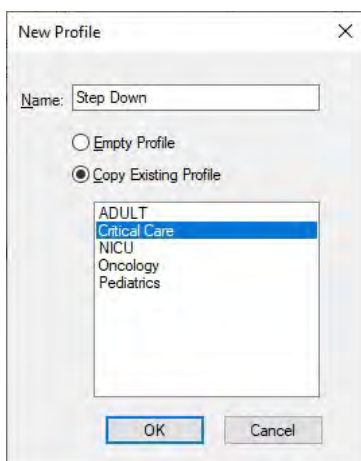 New Profile
Name: Step Down
Empty Profile
Copy Existing Profile
ADULT
Critical Care
NICU
Oncology
Pediatrics
OK Cancel